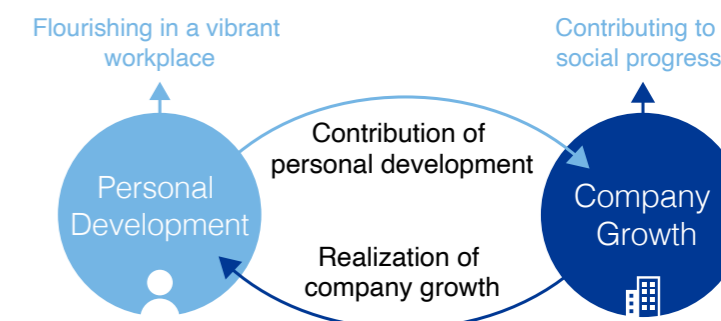 Flourishing in a vibrant
workplace
Contributing to
social progress
Contribution of
personal development
Personal
Development
Company
Growth
Realization of
company growth